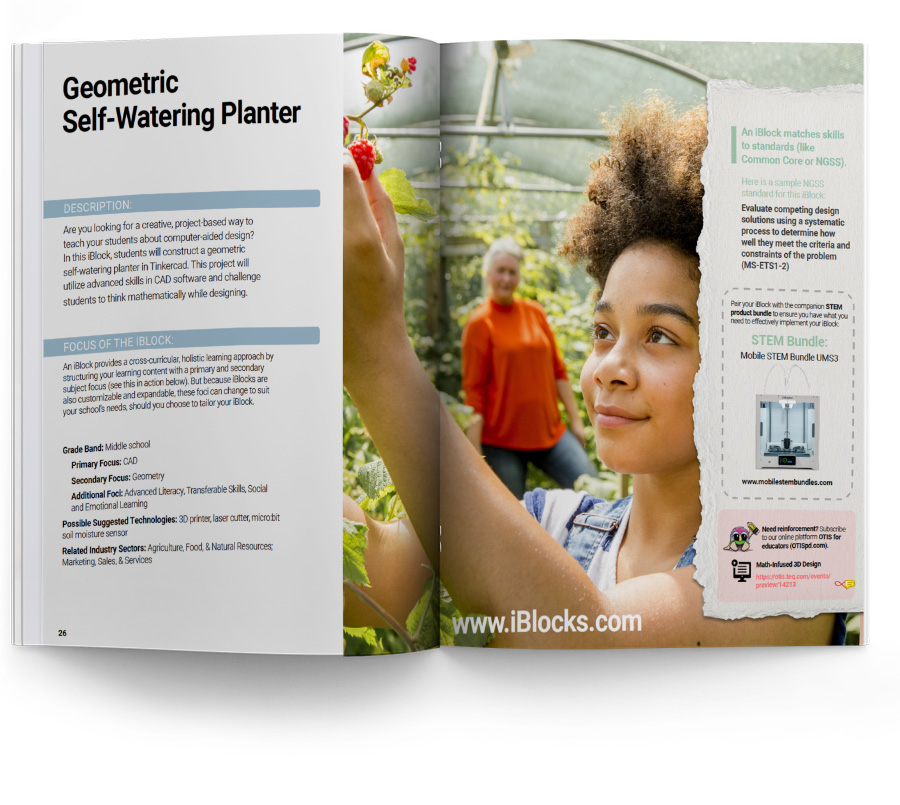 Geometric
Self-Watering Planter
DESCRIPTION:
Are you looking for a creative, project-based way to
teach your students about computer-aided design?
In this iBlock, students will construct a geometric
self-watering planter in Tinkercad. This project will
utilize advanced skills in CAD software and challenge
students to think mathematically while designing.
FOCUS OF THE IBLOCK:
An iBlock provides a cross-curricular, holistic learning approach by
structuring your learning content with a primary and secondary
subject focus (see this in action below). But because iBlocks are
also customizable and expandable, these foci can change to suit
your school's needs, should you choose to tailor your iBlock.
Grade Band: Middle school
Primary Focus: CAD
Secondary Focus: Geometry
Additional Foci: Advanced Literacy, Transferable Skills, Social
and Emotional Learning
Possible Suggested Technologies: 3D printer, laser cutter, micro:bit
soil moisture sensor
Related Industry Sectors: Agriculture, Food, & Natural Resources;
Marketing, Sales, & Services
26
www.iBlocks.com
An iBlock matches skills
to standards (like
Common Core or NGSS).
Here is a sample NGSS
standard for this iBlock:
Evaluate competing design
solutions using a systematic
process to determine how
well they meet the criteria and
constraints of the problem
(MS-ETS1-2)
Pair your iBlock with the companion STEM
product bundle to ensure you have what you
need to effectively implement your iBlock:
STEM Bundle:
Mobile STEM Bundle UMS3
www.mobilestembundles.com
Need reinforcement? Subscribe
to our online platform OTIS for
educators (OTISpd.com).
Math-Infused 3D Design
https://otis.teq.com/events/
preview/14213